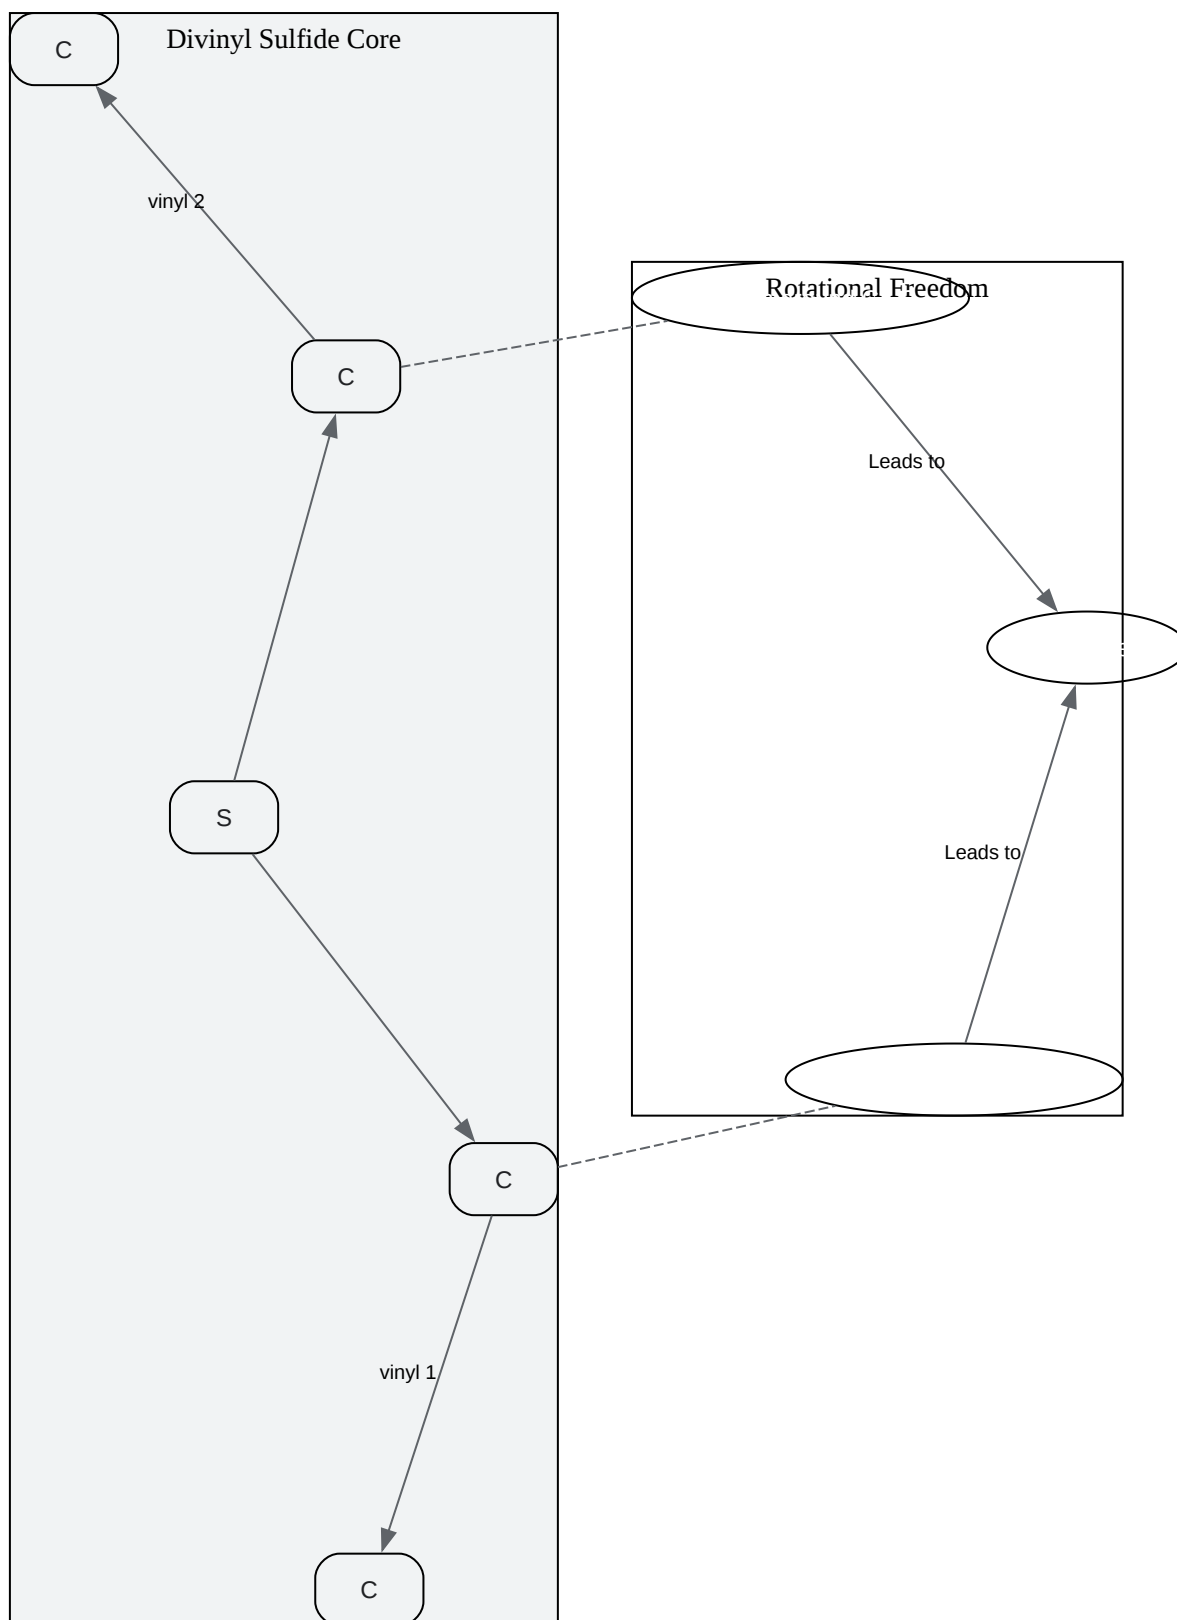 C
Divinyl Sulfide Core
vinyl 2
Rotational Freedom
C
Leads to
S
Leads to
C
vinyl 1
C